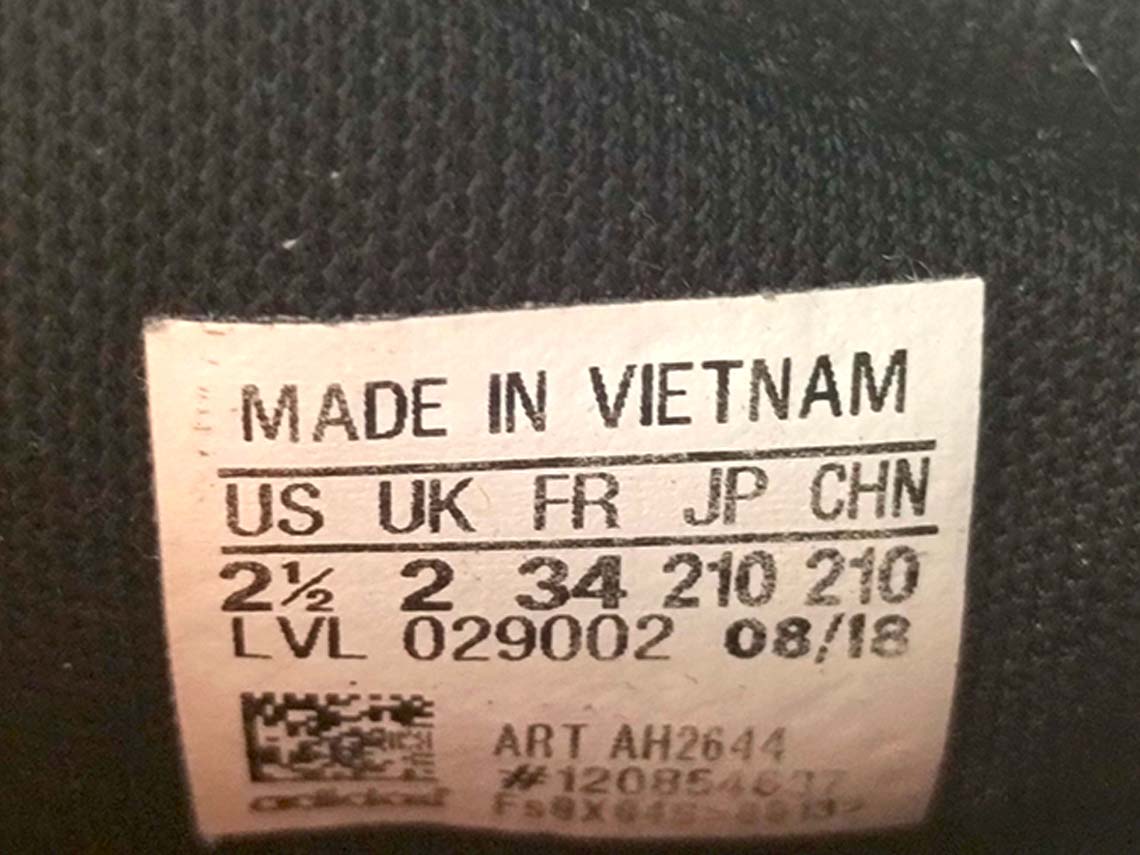 MADE IN VIETNAM
US UK FR JP CHN
2½ 2 34 210 210
LVL 029002 08/18
ART AH2644
adidas